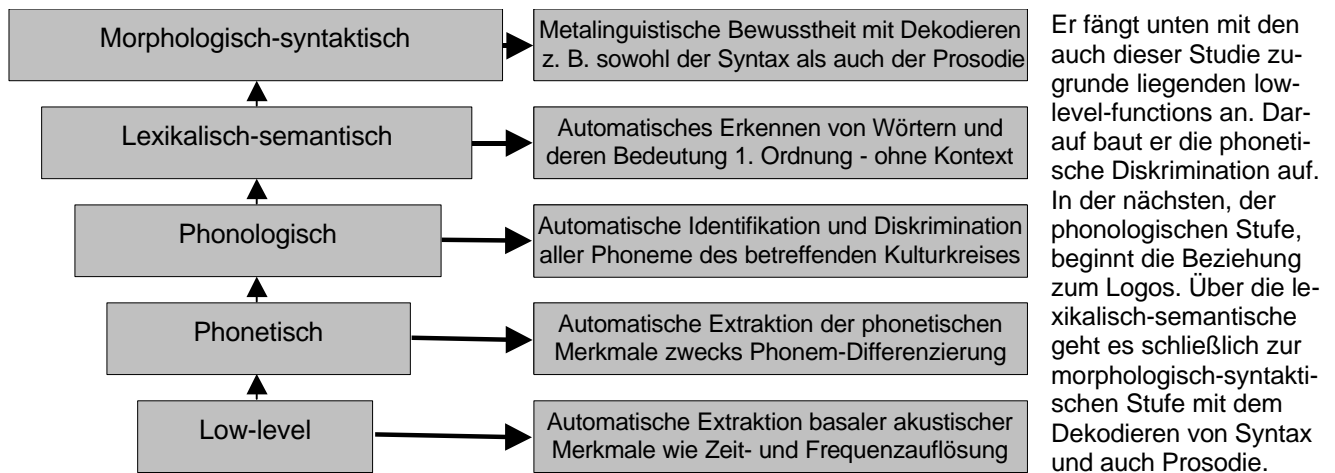 Morphologisch-syntaktisch
Metalinguistische Bewusstheit mit Dekodieren
z. B. sowohl der Syntax als auch der Prosodie
Lexikalisch-semantisch
Automatisches Erkennen von Wörtern und
deren Bedeutung 1. Ordnung - ohne Kontext
Phonologisch
Automatische Identifikation und Diskrimination
aller Phoneme des betreffenden Kulturkreises
Phonetisch
Automatische Extraktion der phonetischen
Merkmale zwecks Phonem-Differenzierung
Low-level
Automatische Extraktion basaler akustischer
Merkmale wie Zeit- und Frequenzauflösung
Er fängt unten mit den
auch dieser Studie zu-
grunde liegenden low-
level-functions an. Dar-
auf baut er die phoneti-
sche Diskrimination auf.
In der nächsten, der
phonologischen Stufe,
beginnt die Beziehung
zum Logos. Über die le-
xikalisch-semantische
geht es schließlich zur
morphologisch-syntakti-
schen Stufe mit dem
Dekodieren von Syntax
und auch Prosodie.